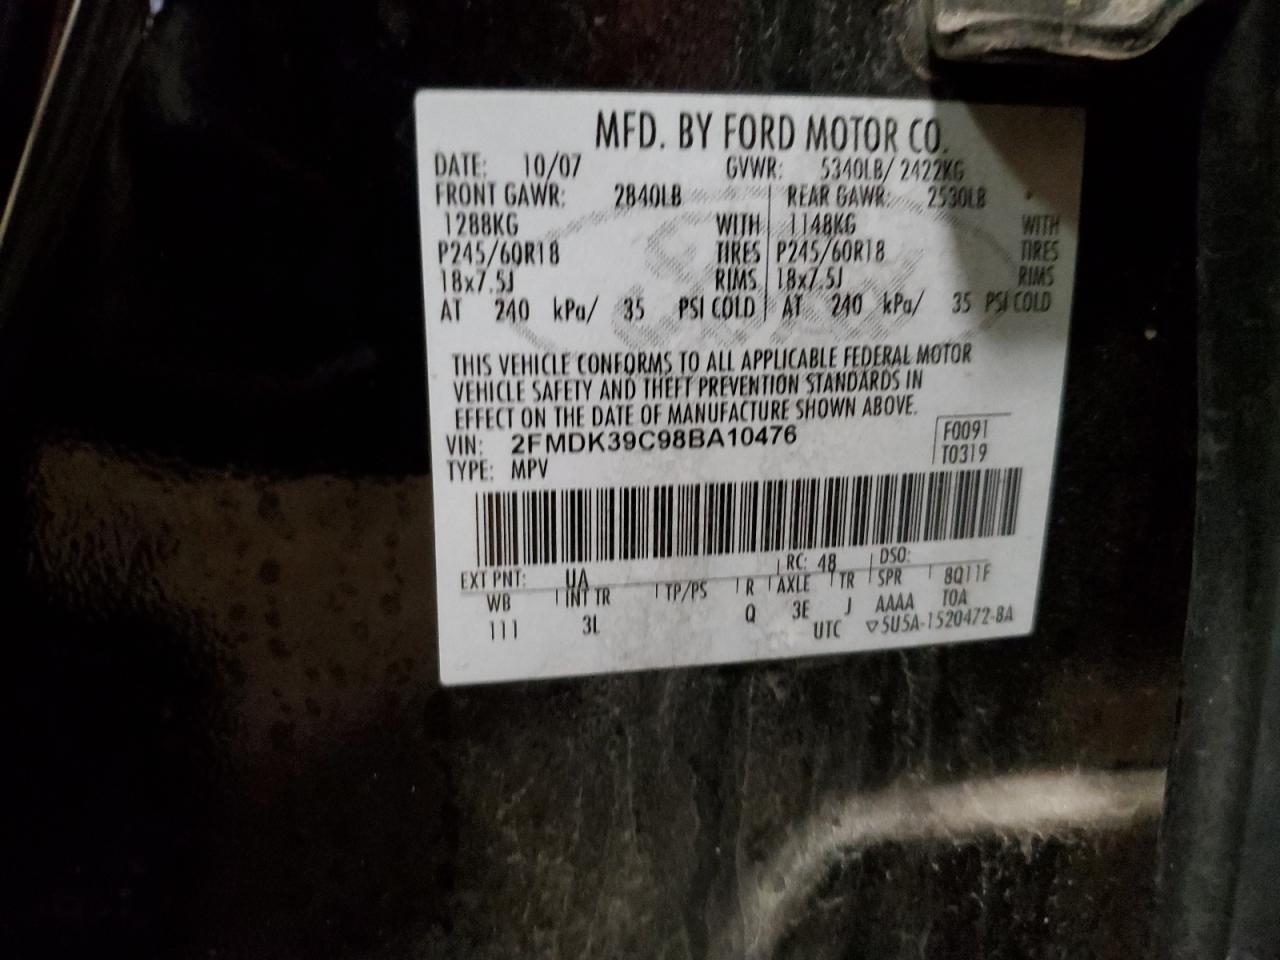 MFD. BY FORD MOTOR CO.
DATE: 10/07 GVWR: 5340LB/ 2422KG
FRONT GAWR: 2840LB REAR GAWR: 2530LB
1288KG WITH 1148KG WITH
P245/60R18 TIRES P245/60R18 TIRES
18x7.5J RIMS 18x7.5J RIMS
AT 240 kPa/ 35 PSI COLD AT 240 kPa/ 35 PSI COLD
THIS VEHICLE CONFORMS TO ALL APPLICABLE FEDERAL MOTOR
VEHICLE SAFETY AND THEFT PREVENTION STANDARDS IN
EFFECT ON THE DATE OF MANUFACTURE SHOWN ABOVE.
VIN: 2FMDK39C98BA10476 F0091
TYPE: MPV T0319
EXT PNT: UA RC: 48 DSO:
WB INT TR TP/PS R AXLE TR SPR 8Q11F
111 3L Q 3E J AAAA TOA
UTC ▽5U5A-1520472-BA